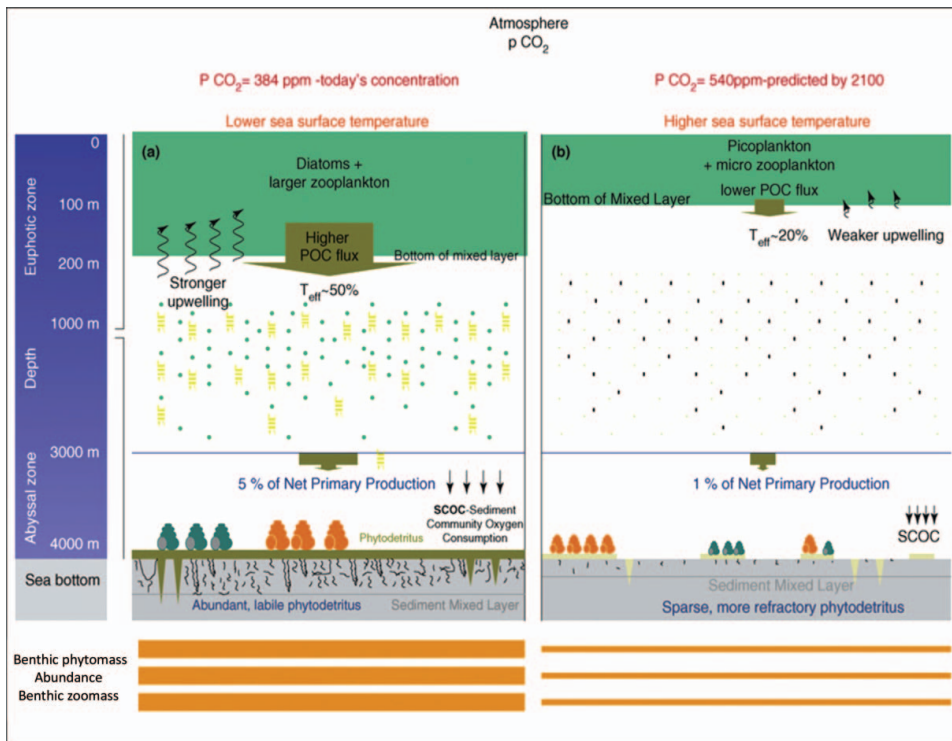 Atmosphere
p CO₂
P CO₂= 384 ppm -today's concentration
P CO₂= 540ppm-predicted by 2100
Lower sea surface temperature
Higher sea surface temperature
0
100 m
200 m
1000 m
3000 m
4000 m
Euphotic zone
Depth
Abyssal zone
Sea bottom
(a)
Diatoms +
larger zooplankton
Higher
POC flux
Bottom of mixed layer
Stronger
upwelling
Teff~50%
5 % of Net Primary Production
SCOC-Sediment
Community Oxygen
Consumption
Phytodetritus
Abundant, labile phytodetritus
Sediment Mixed Layer
(b)
Picoplankton
+ micro zooplankton
lower POC flux
Bottom of Mixed Layer
Teff~20%
Weaker upwelling
1 % of Net Primary Production
SCOC
Sediment Mixed Layer
Sparse, more refractory phytodetritus
Benthic phytomass
Abundance
Benthic zoomass